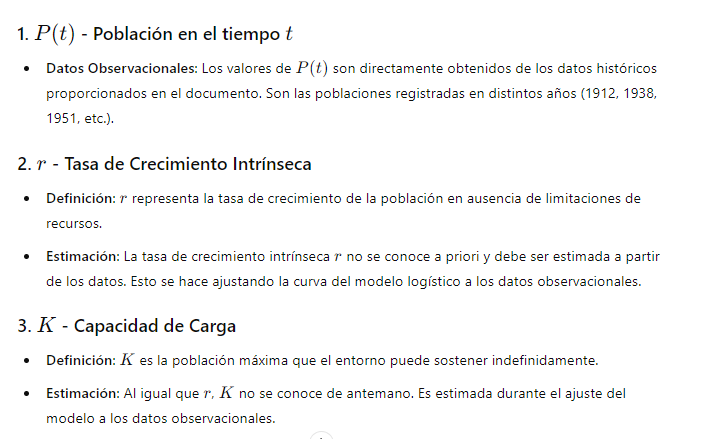 1. P(t) - Población en el tiempo t
• Datos Observacionales: Los valores de P(t) son directamente obtenidos de los datos históricos
proporcionados en el documento. Son las poblaciones registradas en distintos años (1912, 1938,
1951, etc.).
2. r - Tasa de Crecimiento Intrínseca
• Definición: r representa la tasa de crecimiento de la población en ausencia de limitaciones de
recursos.
• Estimación: La tasa de crecimiento intrínseca r no se conoce a priori y debe ser estimada a partir
de los datos. Esto se hace ajustando la curva del modelo logístico a los datos observacionales.
3. K - Capacidad de Carga
• Definición: K es la población máxima que el entorno puede sostener indefinidamente.
• Estimación: Al igual que r, K no se conoce de antemano. Es estimada durante el ajuste del
modelo a los datos observacionales.